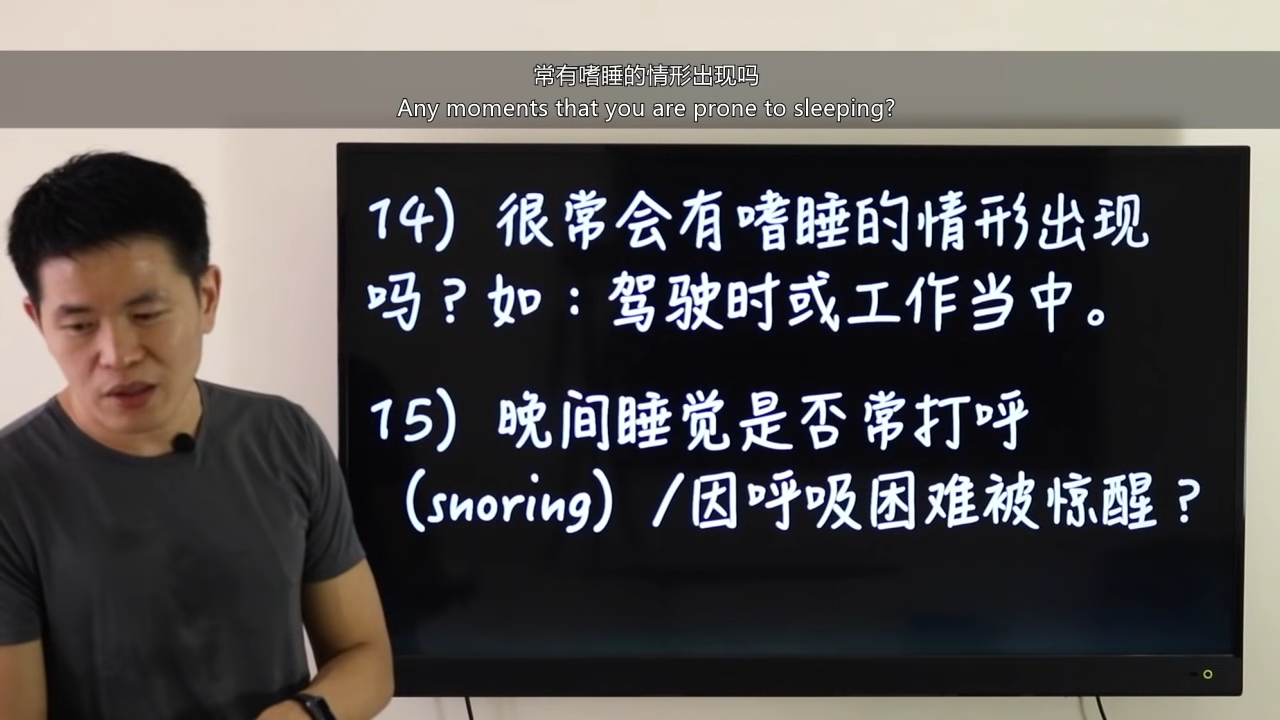 常有嗜睡的情形出现吗
Any moments that you are prone to sleeping?
14) 很常会有嗜睡的情形出现
吗？如：驾驶时或工作当中。
15) 晚间睡觉是否常打呼
(snoring) /因呼吸困难被惊醒？